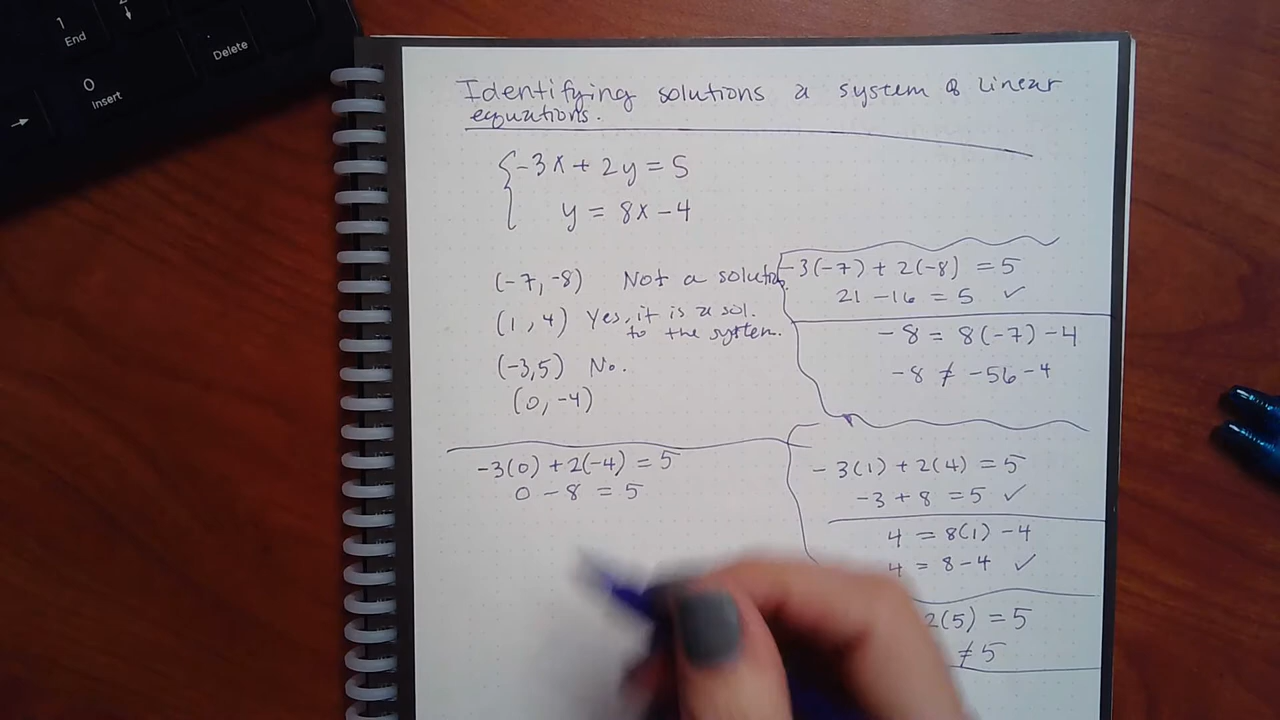 1
End
↓
Delete
0
Insert
→
Identifying solutions a system of linear
equations.
-3x + 2y = 5
y = 8x - 4
(-7, -8) Not a solution.
(1, 4) Yes, it is a sol.
to the system.
(-3,5) No.
(0, -4)
-3(0) + 2(-4) = 5
0 - 8 = 5
-3(-7) + 2(-8) = 5
21 - 16 = 5 ✓
-8 = 8(-7) - 4
-8 ≠ -56 - 4
-3(1) + 2(4) = 5
-3 + 8 = 5 ✓
4 = 8(1) - 4
4 = 8 - 4 ✓
2(5) = 5
≠ 5